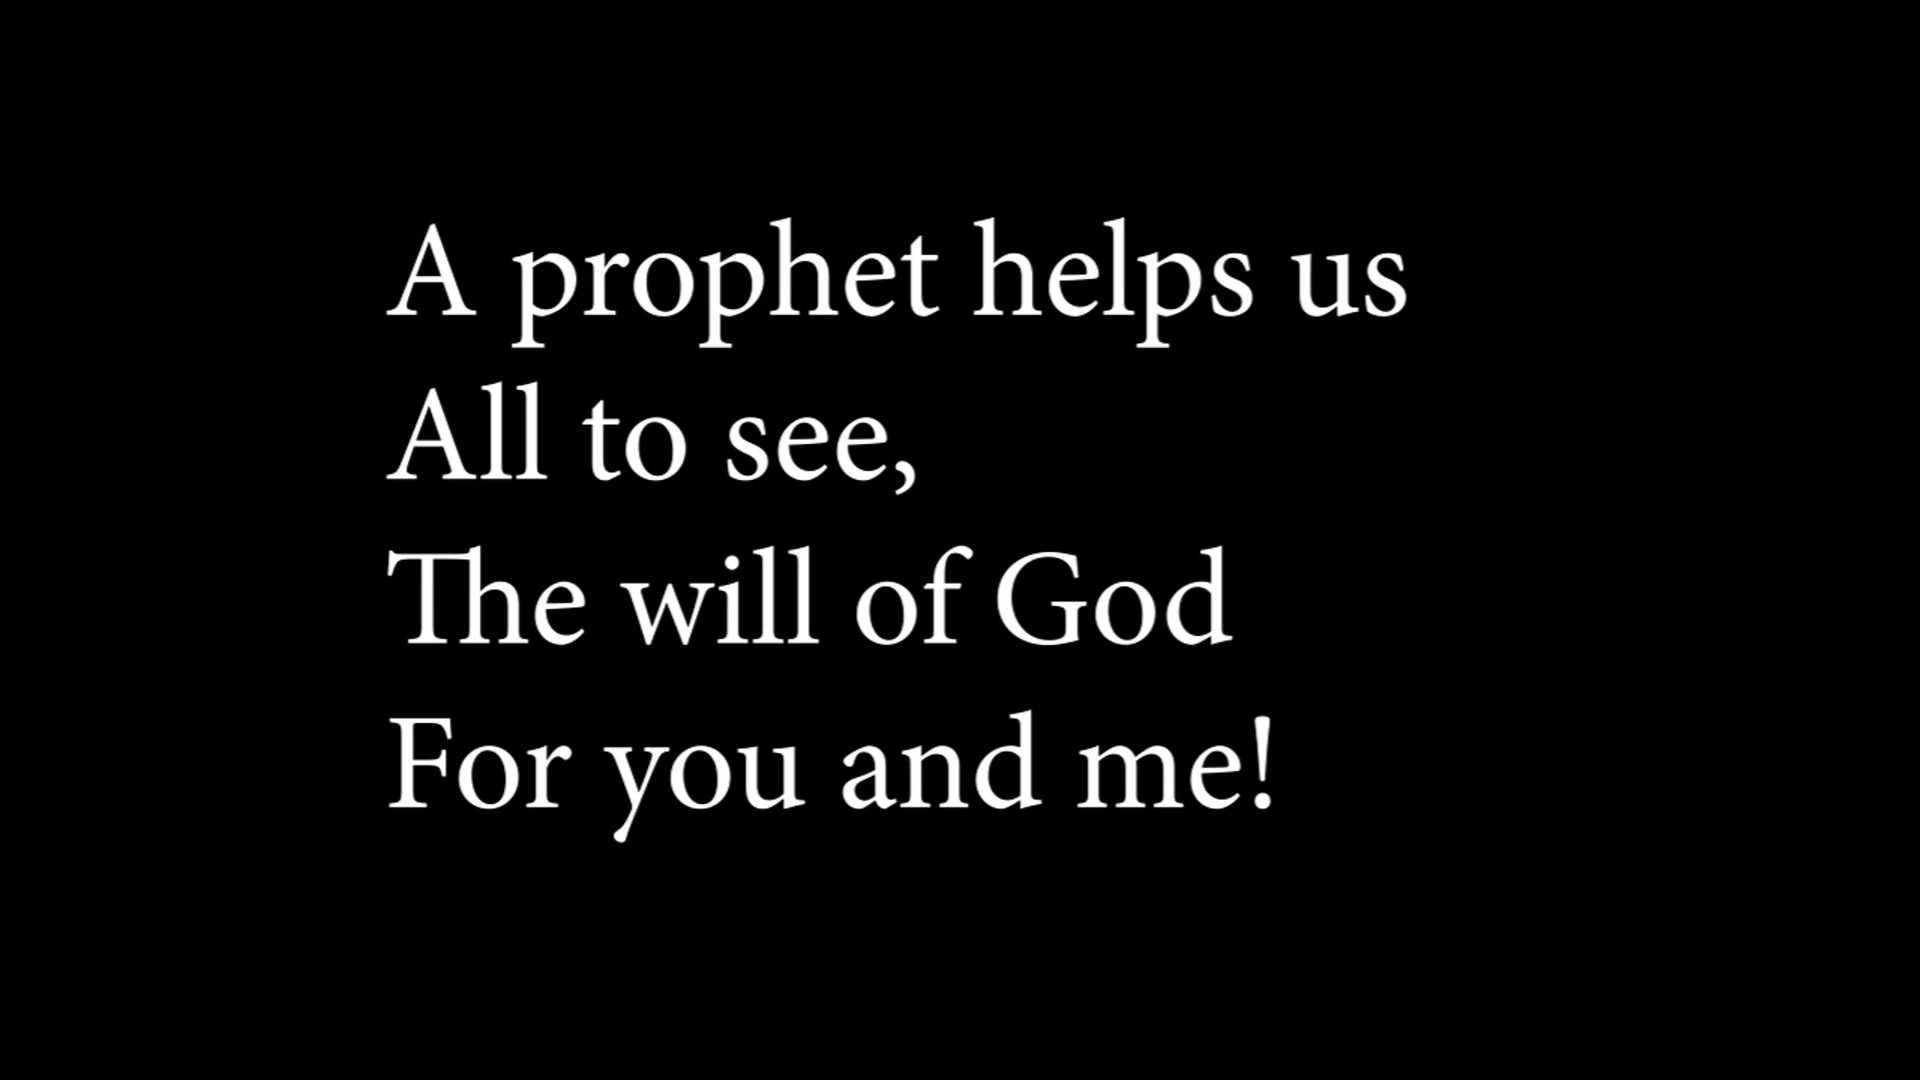 A prophet helps us
All to see,
The will of God
For you and me!